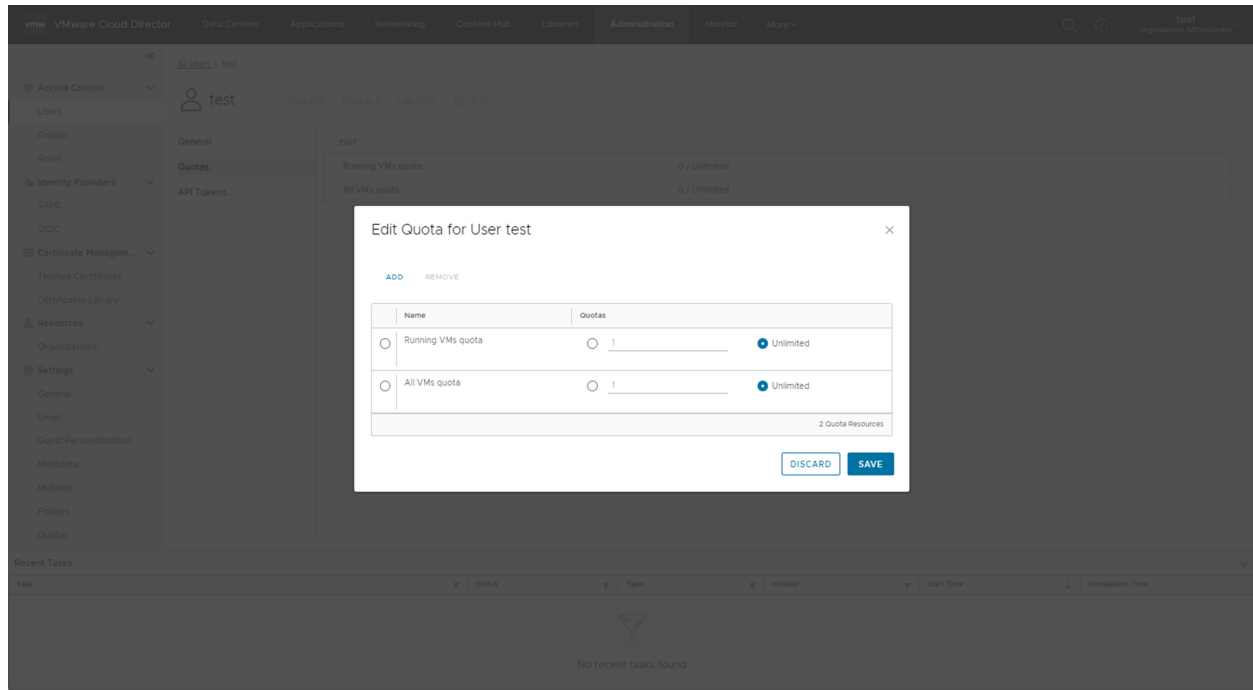 vmw VMware Cloud Director Data Centers Applications Networking Content Hub Libraries Administration Monitor More test
Organization Administrator
All Users > test
Access Control
Users
Groups
Roles
Identity Providers
SAML
OIDC
Certificate Managem...
Trusted Certificates
Certificates Library
Resources
Organizations
Settings
General
Email
Guest Personalization
Metadata
Multisite
Policies
Quotas
test ENABLE DISABLE UNLOCK DELETE
General
Quotas
API Tokens
EDIT
Running VMs quota 0 / Unlimited
All VMs quota 0 / Unlimited
Edit Quota for User test
ADD REMOVE
Name Quotas
Running VMs quota 1 Unlimited
All VMs quota 1 Unlimited
2 Quota Resources
DISCARD SAVE
Recent Tasks
Task Status Type Initiator Start Time Completion Time
No recent tasks found